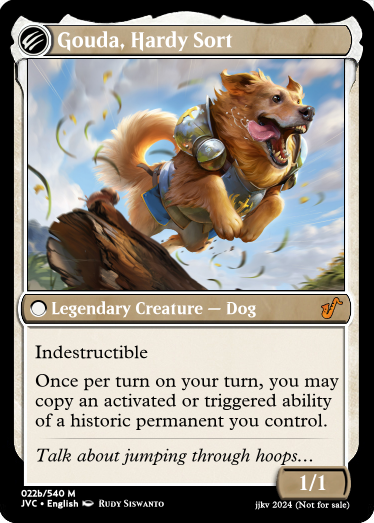 Gouda, Hardy Sort
Legendary Creature — Dog
Indestructible
Once per turn on your turn, you may
copy an activated or triggered ability
of a historic permanent you control.
Talk about jumping through hoops...
1/1
022b/540 M
JVC • English Rudy Siswanto
jjkv 2024 (Not for sale)